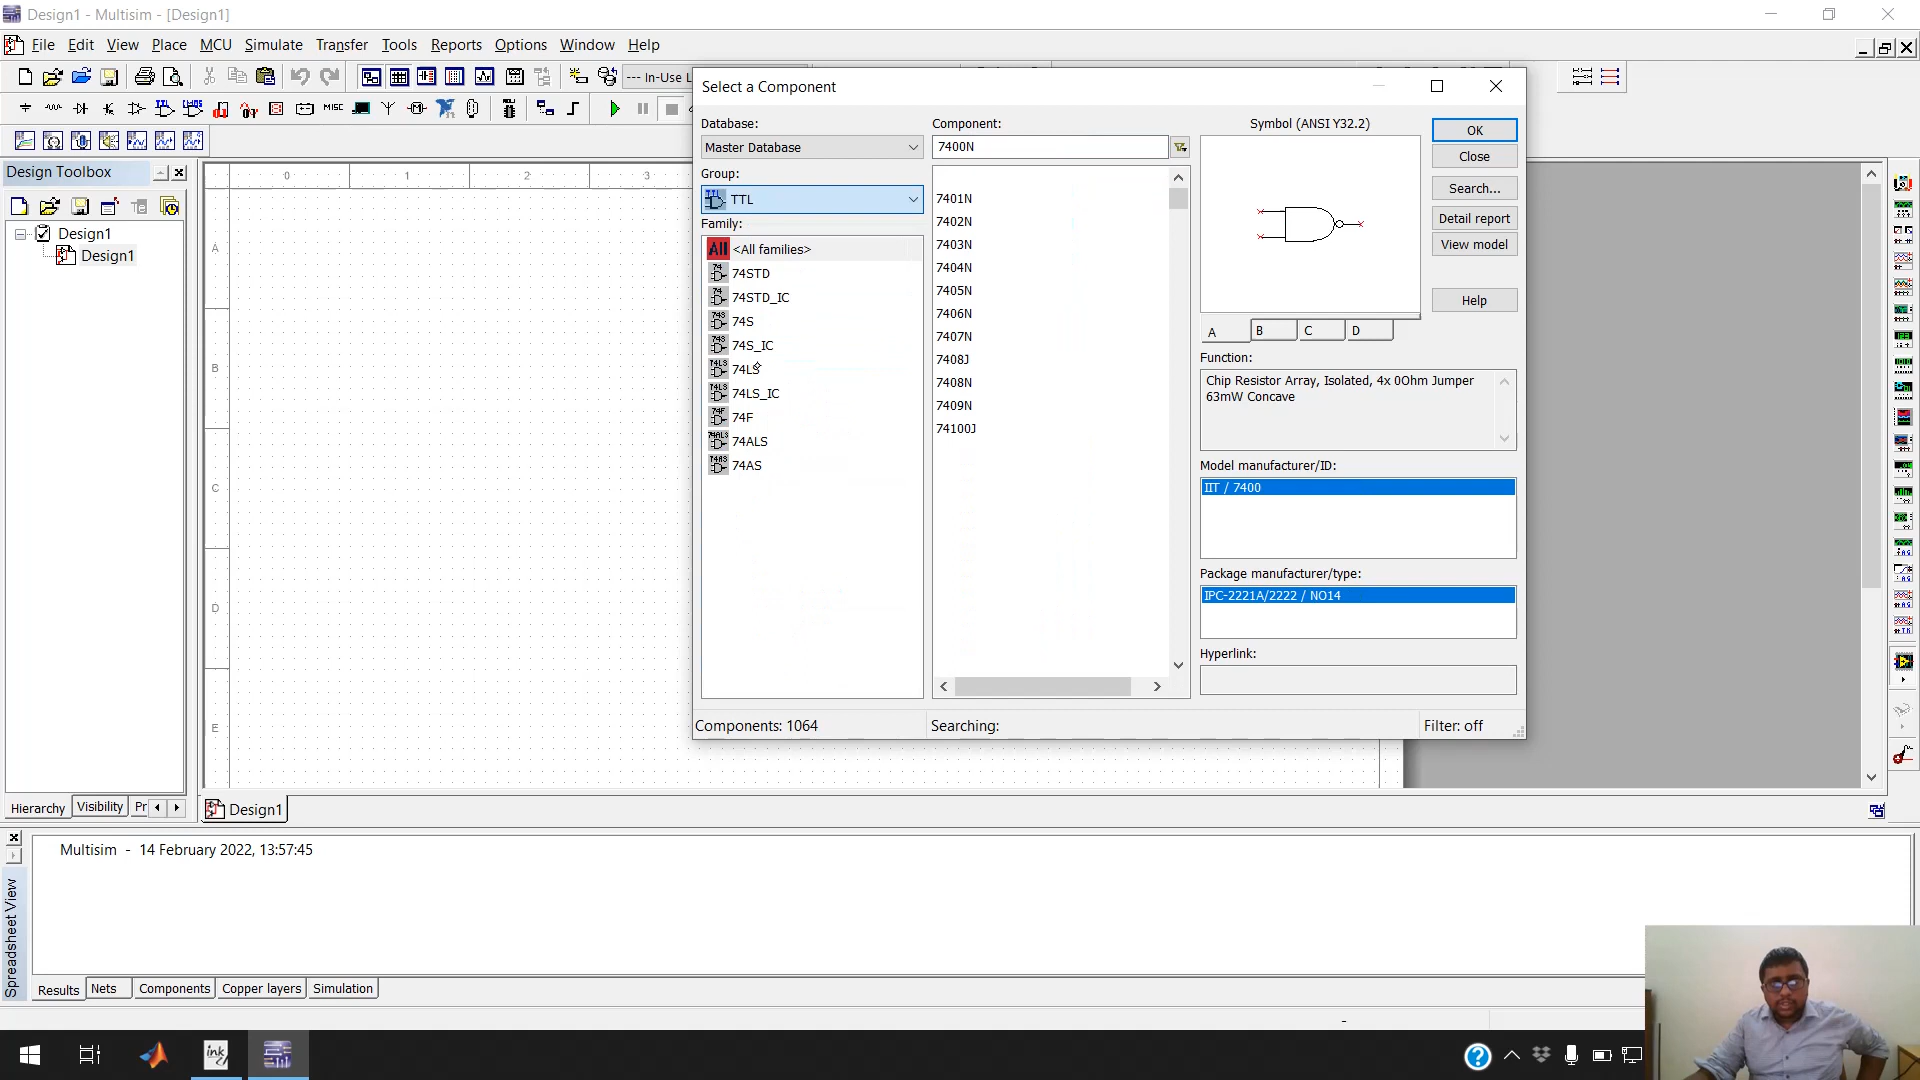 Design1 - Multisim - [Design1]
File Edit View Place MCU Simulate Transfer Tools Reports Options Window Help
--- In-Use L
MISC
Design Toolbox
Design1
Design1
Hierarchy Visibility Pr
0 1 2 3
A
B
C
D
E
Design1
Select a Component
Database:
Master Database
Group:
TTL
Family:
All <All families>
74STD
74STD_IC
74S
74S_IC
74LS
74LS_IC
74F
74ALS
74AS
Component:
7400N
7401N
7402N
7403N
7404N
7405N
7406N
7407N
7408J
7408N
7409N
74100J
Symbol (ANSI Y32.2)
A B C D
Function:
Chip Resistor Array, Isolated, 4x 0Ohm Jumper
63mW Concave
Model manufacturer/ID:
IIT / 7400
Package manufacturer/type:
IPC-2221A/2222 / NO14
Hyperlink:
OK
Close
Search...
Detail report
View model
Help
Components: 1064 Searching: Filter: off
Multisim - 14 February 2022, 13:57:45
Spreadsheet View
Results Nets Components Copper layers Simulation